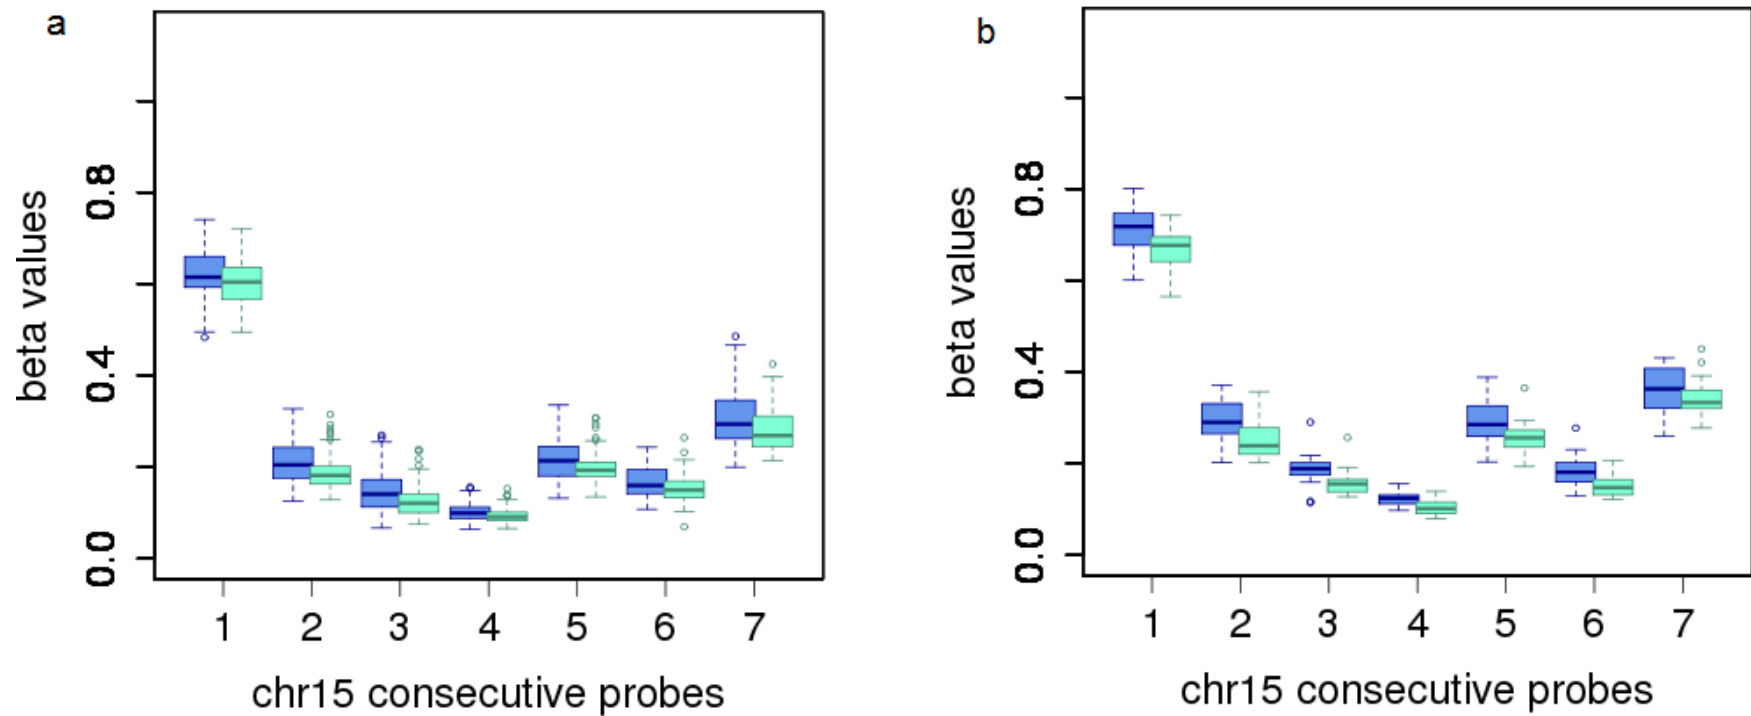 a
beta values
0.8
0.4
0.0
1 2 3 4 5 6 7
chr15 consecutive probes
b
beta values
0.8
0.4
0.0
1 2 3 4 5 6 7
chr15 consecutive probes